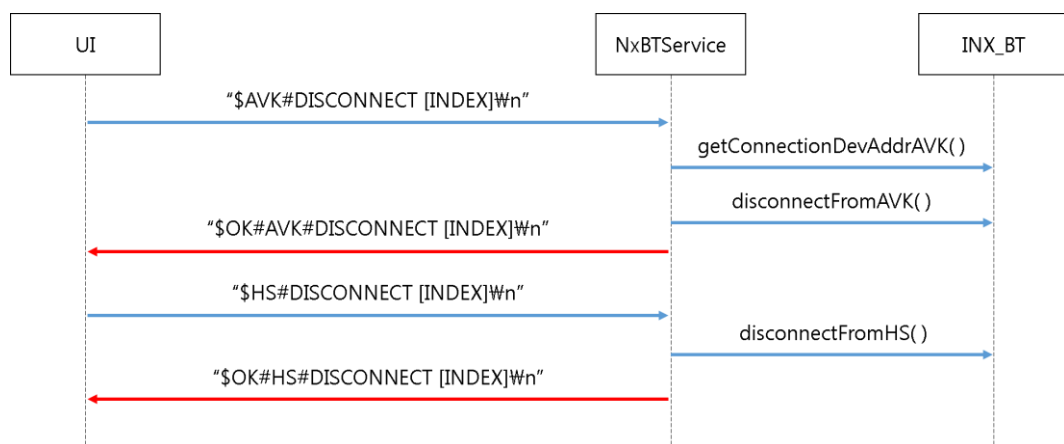 UI
NxBTService
INX_BT
“$AVK#DISCONNECT [INDEX]₩n”
getConnectionDevAddrAVK( )
disconnectFromAVK( )
“$OK#AVK#DISCONNECT [INDEX]₩n”
“$HS#DISCONNECT [INDEX]₩n”
disconnectFromHS( )
“$OK#HS#DISCONNECT [INDEX]₩n”